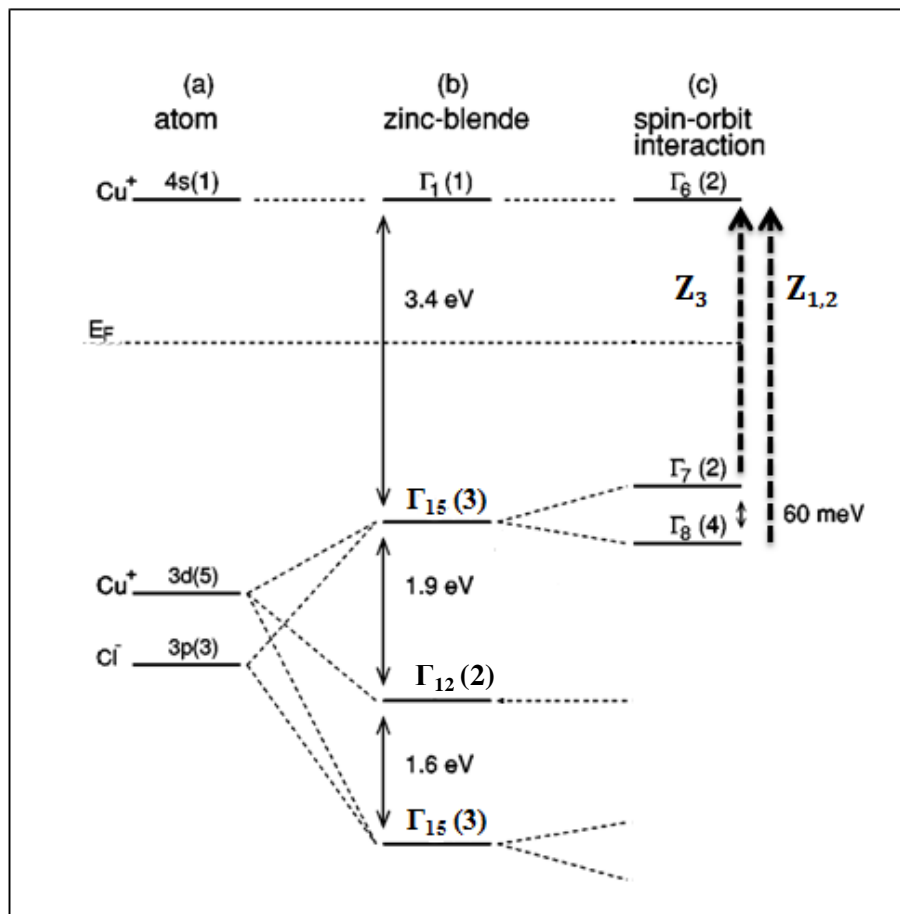 (a)
atom
(b)
zinc-blende
(c)
spin-orbit
interaction
Cu⁺ 4s(1)
Γ₁ (1)
Γ₆ (2)
3.4 eV
Z₃
Z₁,₂
E_F
Γ₇ (2)
Γ₁₅ (3)
Γ₈ (4)
60 meV
Cu⁺ 3d(5)
1.9 eV
Cl⁻ 3p(3)
Γ₁₂ (2)
1.6 eV
Γ₁₅ (3)